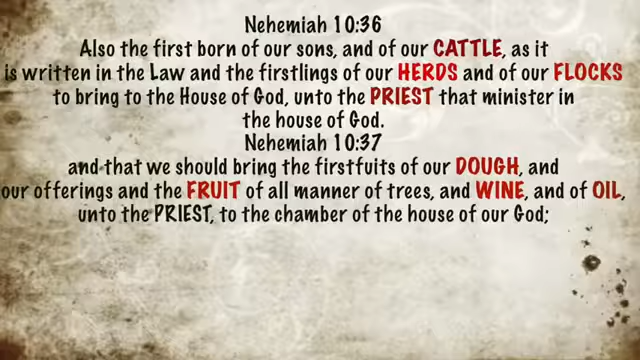 Nehemiah 10:36
Also the first born of our sons, and of our CATTLE, as it
is written in the Law and the firstlings of our HERDS and of our FLOCKS
to bring to the House of God, unto the PRIEST that minister in
the house of God.
Nehemiah 10:37
and that we should bring the firstfuits of our DOUGH, and
our offerings and the FRUIT of all manner of trees, and WINE, and of OIL,
unto the PRIEST, to the chamber of the house of our God;